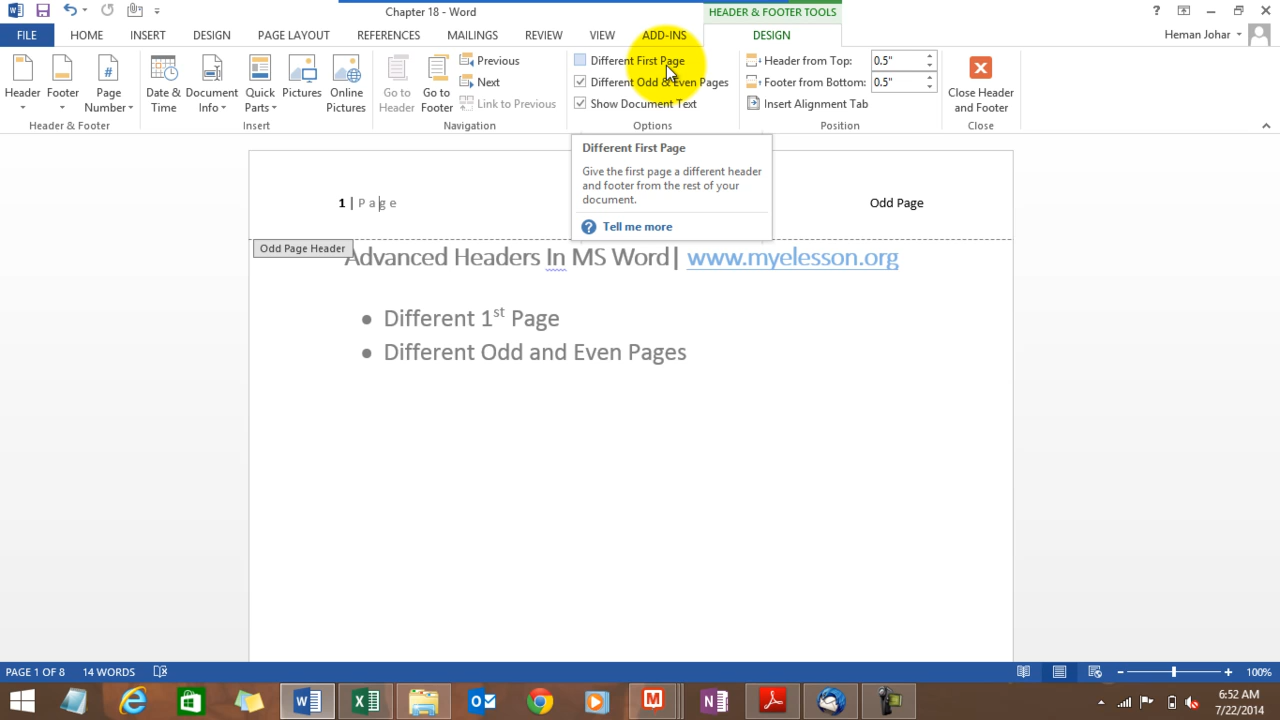 Chapter 18 - Word
HEADER & FOOTER TOOLS
?
FILE HOME INSERT DESIGN PAGE LAYOUT REFERENCES MAILINGS REVIEW VIEW ADD-INS DESIGN
Heman Johar
Header
Footer
Page
Number
Header & Footer
Date &
Time
Document
Info
Quick
Parts
Pictures
Online
Pictures
Insert
Go to
Header
Go to
Footer
Previous
Next
Link to Previous
Navigation
Different First Page
Different Odd & Even Pages
Show Document Text
Options
Header from Top: 0.5"
Footer from Bottom: 0.5"
Insert Alignment Tab
Position
Close Header
and Footer
Close
Different First Page
Give the first page a different header
and footer from the rest of your
document.
? Tell me more
1 | P a g e
Odd Page
Odd Page Header
Advanced Headers In MS Word| www.myelesson.org
● Different 1st Page
● Different Odd and Even Pages
PAGE 1 OF 8 14 WORDS
100%
6:52 AM
7/22/2014